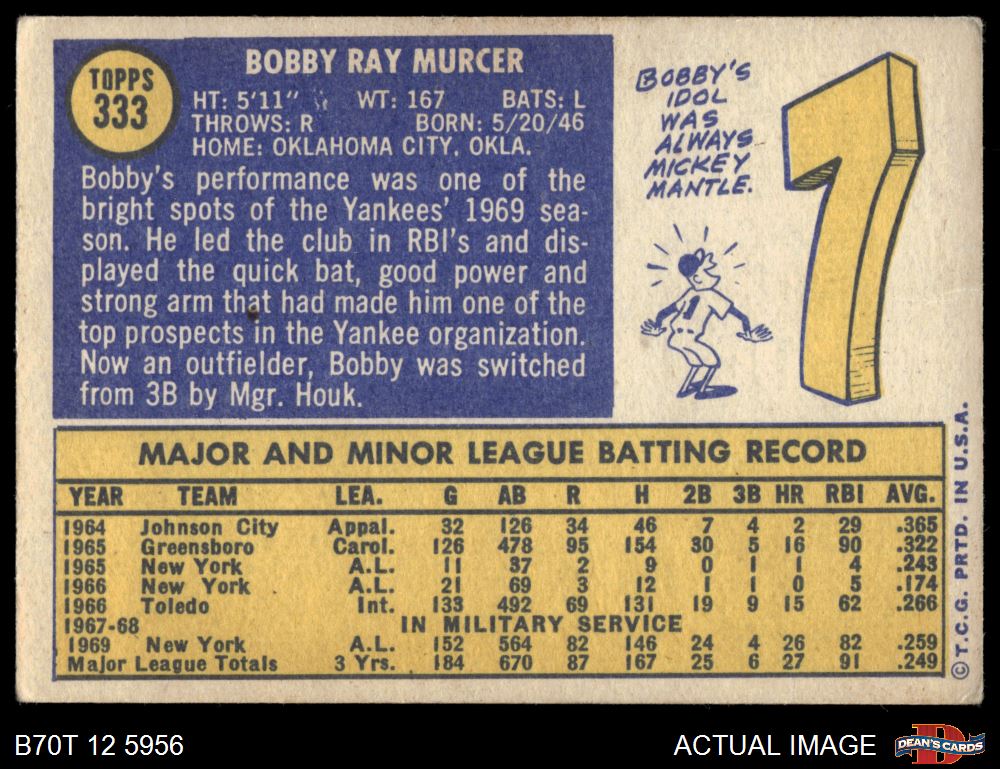 TOPPS
333
BOBBY RAY MURCER
HT: 5'11" WT: 167 BATS: L
THROWS: R BORN: 5/20/46
HOME: OKLAHOMA CITY, OKLA.
Bobby's performance was one of the
bright spots of the Yankees' 1969 sea-
son. He led the club in RBI's and dis-
played the quick bat, good power and
strong arm that had made him one of the
top prospects in the Yankee organization.
Now an outfielder, Bobby was switched
from 3B by Mgr. Houk.
BOBBY'S
IDOL
WAS
ALWAYS
MICKEY
MANTLE.
7
1
MAJOR AND MINOR LEAGUE BATTING RECORD
YEAR TEAM LEA. G AB R H 2B 3B HR RBI AVG.
1964 Johnson City Appal. 32 126 34 46 7 4 2 29 .365
1965 Greensboro Carol. 126 478 95 154 30 5 16 90 .322
1965 New York A.L. 11 37 2 9 0 1 1 4 .243
1966 New York A.L. 21 69 3 12 1 1 0 5 .174
1966 Toledo Int. 133 492 69 131 19 9 15 62 .266
1967-68 IN MILITARY SERVICE
1969 New York A.L. 152 564 82 146 24 4 26 82 .259
Major League Totals 3 Yrs. 184 670 87 167 25 6 27 91 .249
© T.C.G. PRTD. IN U.S.A.
B70T 12 5956
ACTUAL IMAGE
D
DEAN'S CARDS